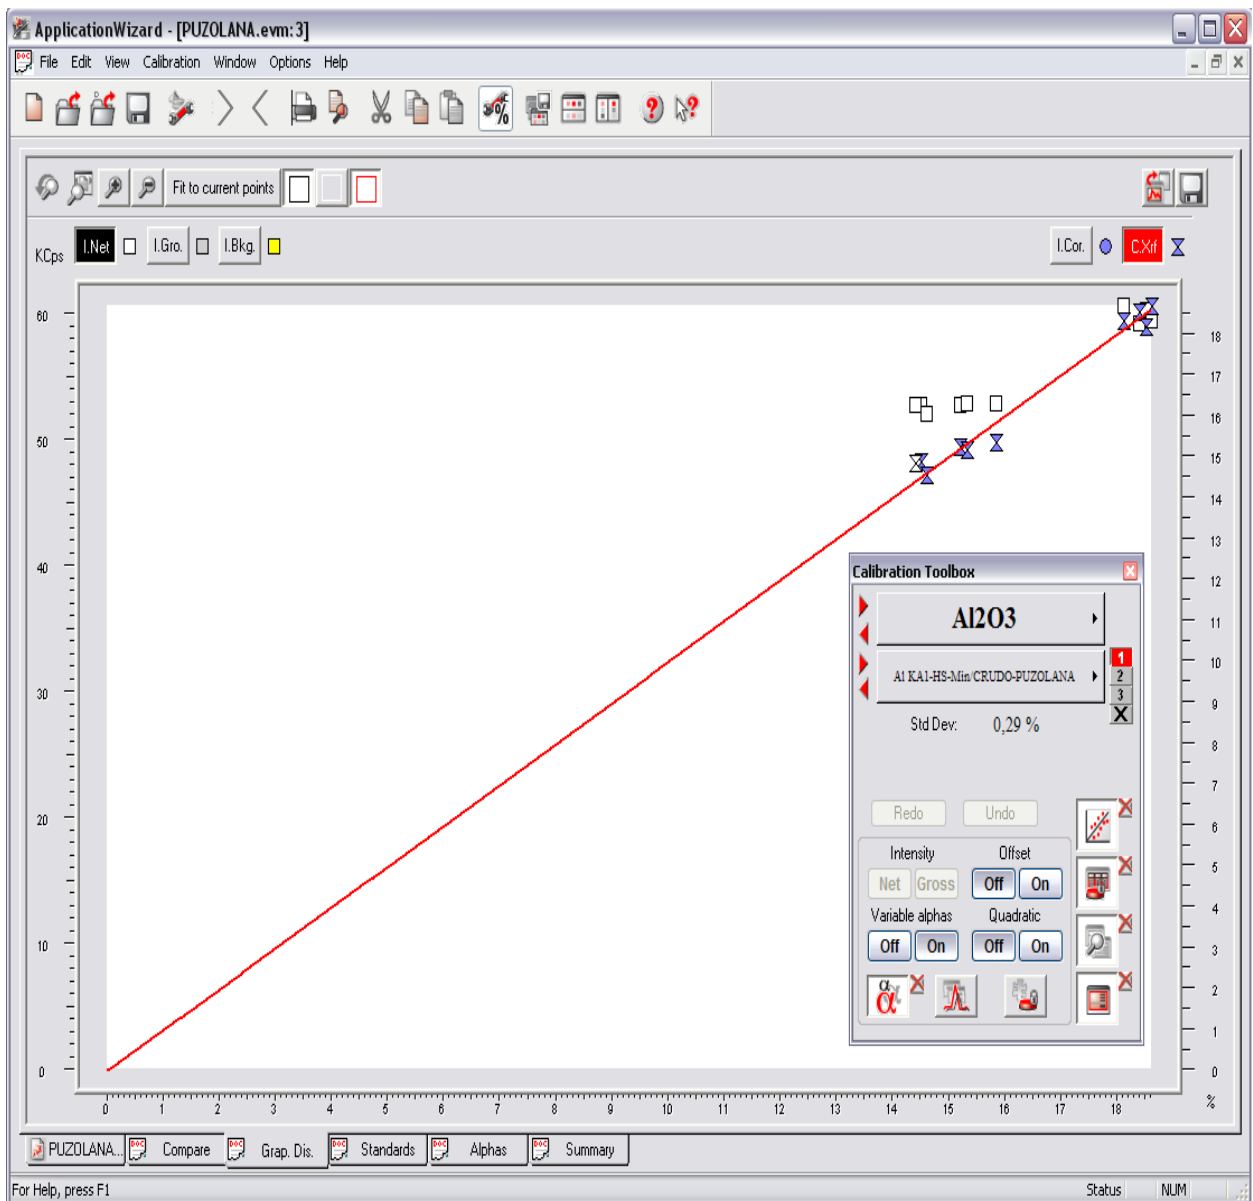 ApplicationWizard - [PUZOLANA.evm:3]
File Edit View Calibration Window Options Help
Fit to current points
KCps I.Net I.Gro. I.Bkg. I.Cor. C.Xrf
60
50
40
30
20
10
0
18
17
16
15
14
13
12
11
10
9
8
7
6
5
4
3
2
1
0
0 1 2 3 4 5 6 7 8 9 10 11 12 13 14 15 16 17 18 %
Calibration Toolbox
Al2O3
Al KA1-HS-Min/CRUDO-PUZOLANA
1
2
3
X
Std Dev: 0,29 %
Redo Undo
Intensity Offset
Net Gross Off On
Variable alphas Quadratic
Off On Off On
PUZOLANA... Compare Grap. Dis. Standards Alphas Summary
For Help, press F1 Status NUM